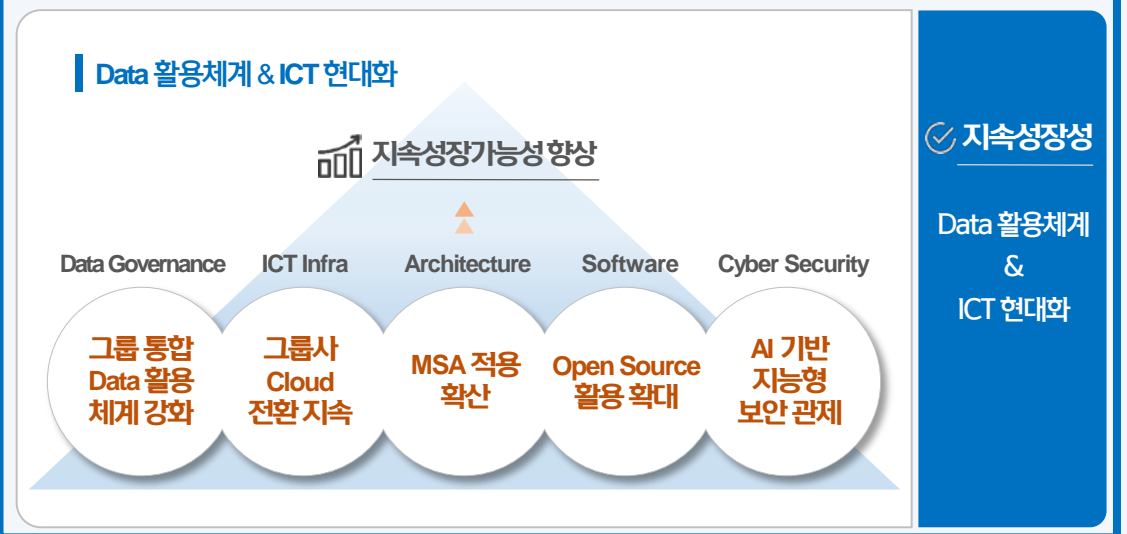 Data 활용체계 & ICT 현대화
지속성장가능성 향상
Data Governance
ICT Infra
Architecture
Software
Cyber Security
그룹 통합
Data 활용
체계 강화
그룹사
Cloud
전환 지속
MSA 적용
확산
Open Source
활용 확대
AI 기반
지능형
보안 관제
지속성장성
Data 활용체계
&
ICT 현대화